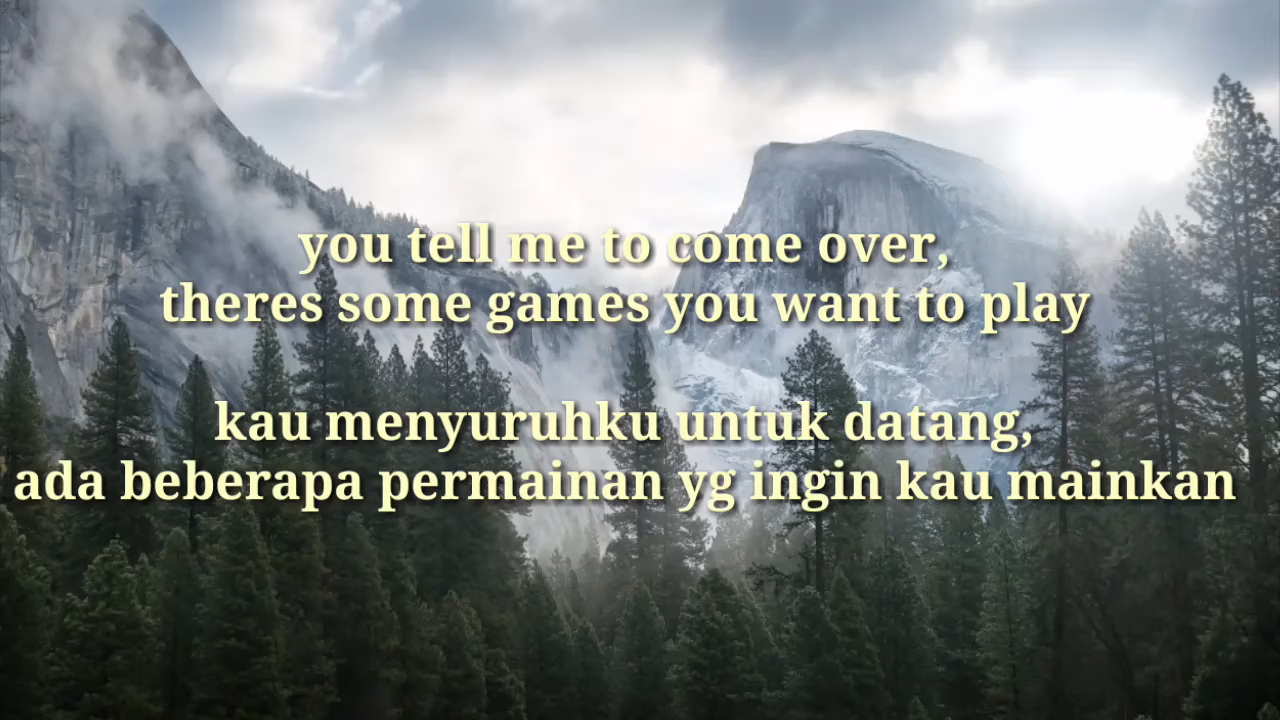 you tell me to come over,
theres some games you want to play
kau menyuruhku untuk datang,
ada beberapa permainan yg ingin kau mainkan